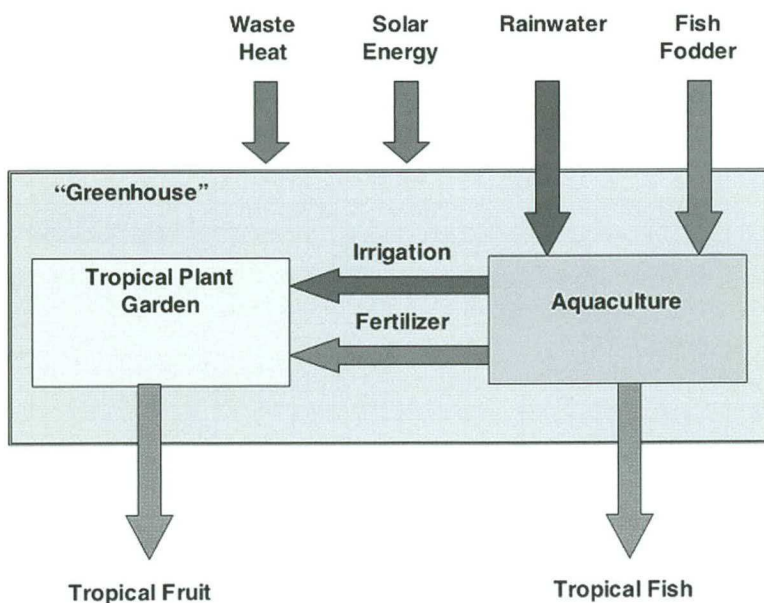 Waste
Heat
Solar
Energy
Rainwater
Fish
Fodder
“Greenhouse”
Tropical Plant
Garden
Irrigation
Fertilizer
Aquaculture
Tropical Fruit
Tropical Fish